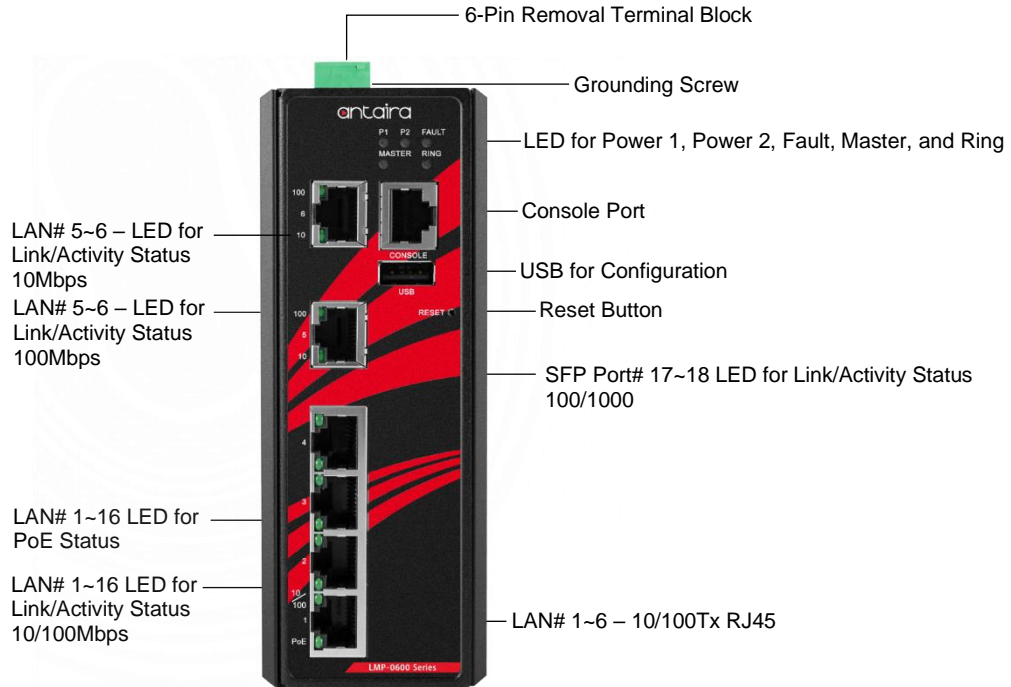 6-Pin Removal Terminal Block
Grounding Screw
antaira
P1 P2 FAULT
MASTER RING
LED for Power 1, Power 2, Fault, Master, and Ring
100
6
10
Console Port
CONSOLE
LAN# 5~6 – LED for
Link/Activity Status
10Mbps
USB for Configuration
USB
LAN# 5~6 – LED for
Link/Activity Status
100Mbps
100
5
10
RESET
Reset Button
SFP Port# 17~18 LED for Link/Activity Status
100/1000
4
3
2
LAN# 1~16 LED for
PoE Status
LAN# 1~16 LED for
Link/Activity Status
10/100Mbps
10/
100
1
PoE
LAN# 1~6 – 10/100Tx RJ45
LMP-0600 Series